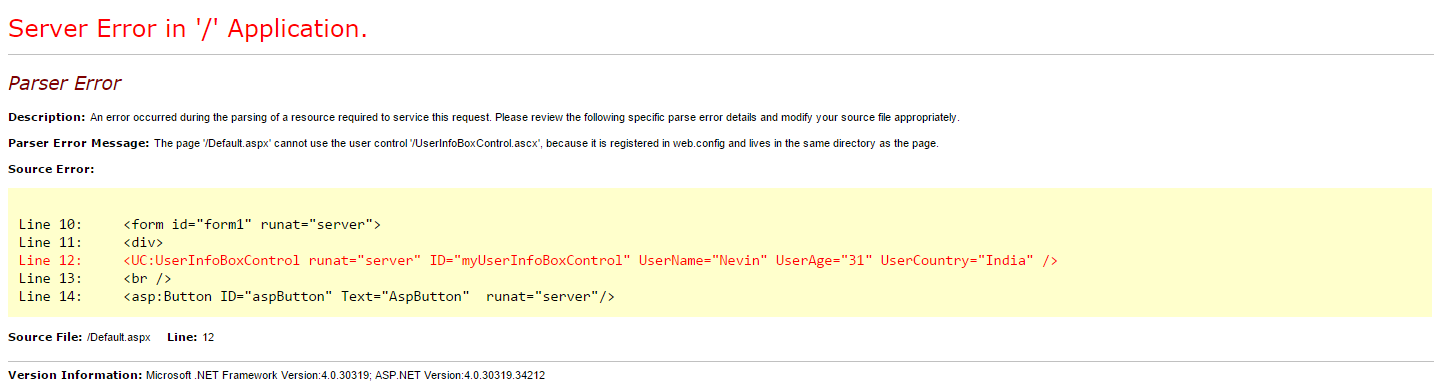 Server Error in '/' Application.
Parser Error
Description: An error occurred during the parsing of a resource required to service this request. Please review the following specific parse error details and modify your source file appropriately.
Parser Error Message: The page '/Default.aspx' cannot use the user control '/UserInfoBoxControl.ascx', because it is registered in web.config and lives in the same directory as the page.
Source Error:
Line 10:     <form id="form1" runat="server">
Line 11:     <div>
Line 12:     <UC:UserInfoBoxControl runat="server" ID="myUserInfoBoxControl" UserName="Nevin" UserAge="31" UserCountry="India" />
Line 13:     <br />
Line 14:     <asp:Button ID="aspButton" Text="AspButton"  runat="server"/>
Source File: /Default.aspx    Line: 12
Version Information: Microsoft .NET Framework Version:4.0.30319; ASP.NET Version:4.0.30319.34212